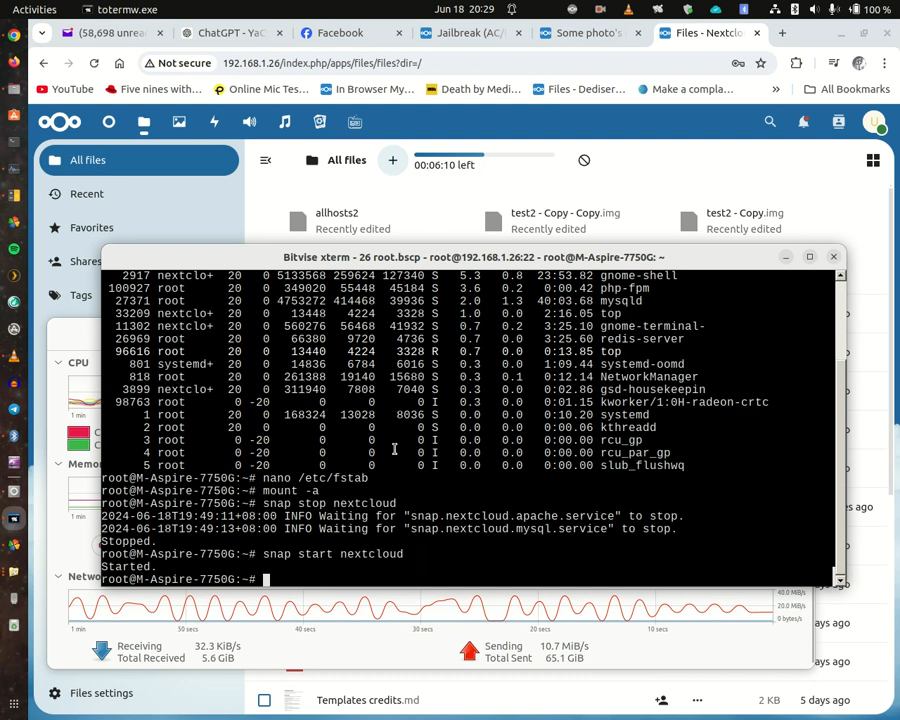 Activities totermw.exe Jun 18 20:29 100 %
(58,698 unrea ChatGPT - YaC Facebook Jailbreak (AC/ Some photo's Files - Nextclo
Not secure 192.168.1.26/index.php/apps/files/files?dir=/
YouTube Five nines with e... Online Mic Tes... In Browser My... Death by Medi... Files - Dediser... Make a compla... » All Bookmarks
All files All files + 00:06:10 left
Recent
Favorites
Shares
Tags
allhosts2 test2 - Copy - Copy.img test2 - Copy.img
Recently edited Recently edited Recently edited
Bitvise xterm - 26 root.bscp - root@192.168.1.26:22 - root@M-Aspire-7750G: ~
2917 nextclo+ 20 0 5133568 259624 127340 S 5.3 0.8 23:53.82 gnome-shell
100927 root 20 0 349020 55448 45184 S 3.6 0.2 0:00.42 php-fpm
27371 root 20 0 4753272 414468 39936 S 2.0 1.3 40:03.68 mysqld
33209 nextclo+ 20 0 13448 4224 3328 S 1.0 0.0 2:16.05 top
11302 nextclo+ 20 0 560276 56468 41932 S 0.7 0.2 3:25.10 gnome-terminal-
26969 root 20 0 66380 9720 4736 S 0.7 0.0 3:25.60 redis-server
96616 root 20 0 13440 4224 3328 R 0.7 0.0 0:13.85 top
801 systemd+ 20 0 14836 6784 6016 S 0.3 0.0 1:09.44 systemd-oomd
818 root 20 0 261388 19140 15680 S 0.3 0.1 0:12.14 NetworkManager
3899 nextclo+ 20 0 311940 7808 7040 S 0.3 0.0 0:02.86 gsd-housekeepin
98763 root 0 -20 0 0 0 I 0.3 0.0 0:01.15 kworker/1:0H-radeon-crtc
1 root 20 0 168324 13028 8036 S 0.0 0.0 0:10.20 systemd
2 root 20 0 0 0 0 S 0.0 0.0 0:00.06 kthreadd
3 root 0 -20 0 0 0 I 0.0 0.0 0:00.00 rcu_gp
4 root 0 -20 0 0 0 I 0.0 0.0 0:00.00 rcu_par_gp
5 root 0 -20 0 0 0 I 0.0 0.0 0:00.00 slub_flushwq
root@M-Aspire-7750G:~# nano /etc/fstab
root@M-Aspire-7750G:~# mount -a
root@M-Aspire-7750G:~# snap stop nextcloud
2024-06-18T19:49:11+08:00 INFO Waiting for "snap.nextcloud.apache.service" to stop.
2024-06-18T19:49:13+08:00 INFO Waiting for "snap.nextcloud.mysql.service" to stop.
Stopped.
root@M-Aspire-7750G:~# snap start nextcloud
Started.
root@M-Aspire-7750G:~#
CPU
100
Memor
100
Netwo
40.0 MiB/s
20.0 MiB/s
0 bytes/s
1 min 50 secs 40 secs 30 secs 20 secs 10 secs
Receiving 32.3 KiB/s Sending 10.7 MiB/s
Total Received 5.6 GiB Total Sent 65.1 GiB
ute ago
ays ago
ays ago
ays ago
Files settings
Templates credits.md 2 KB 5 days ago